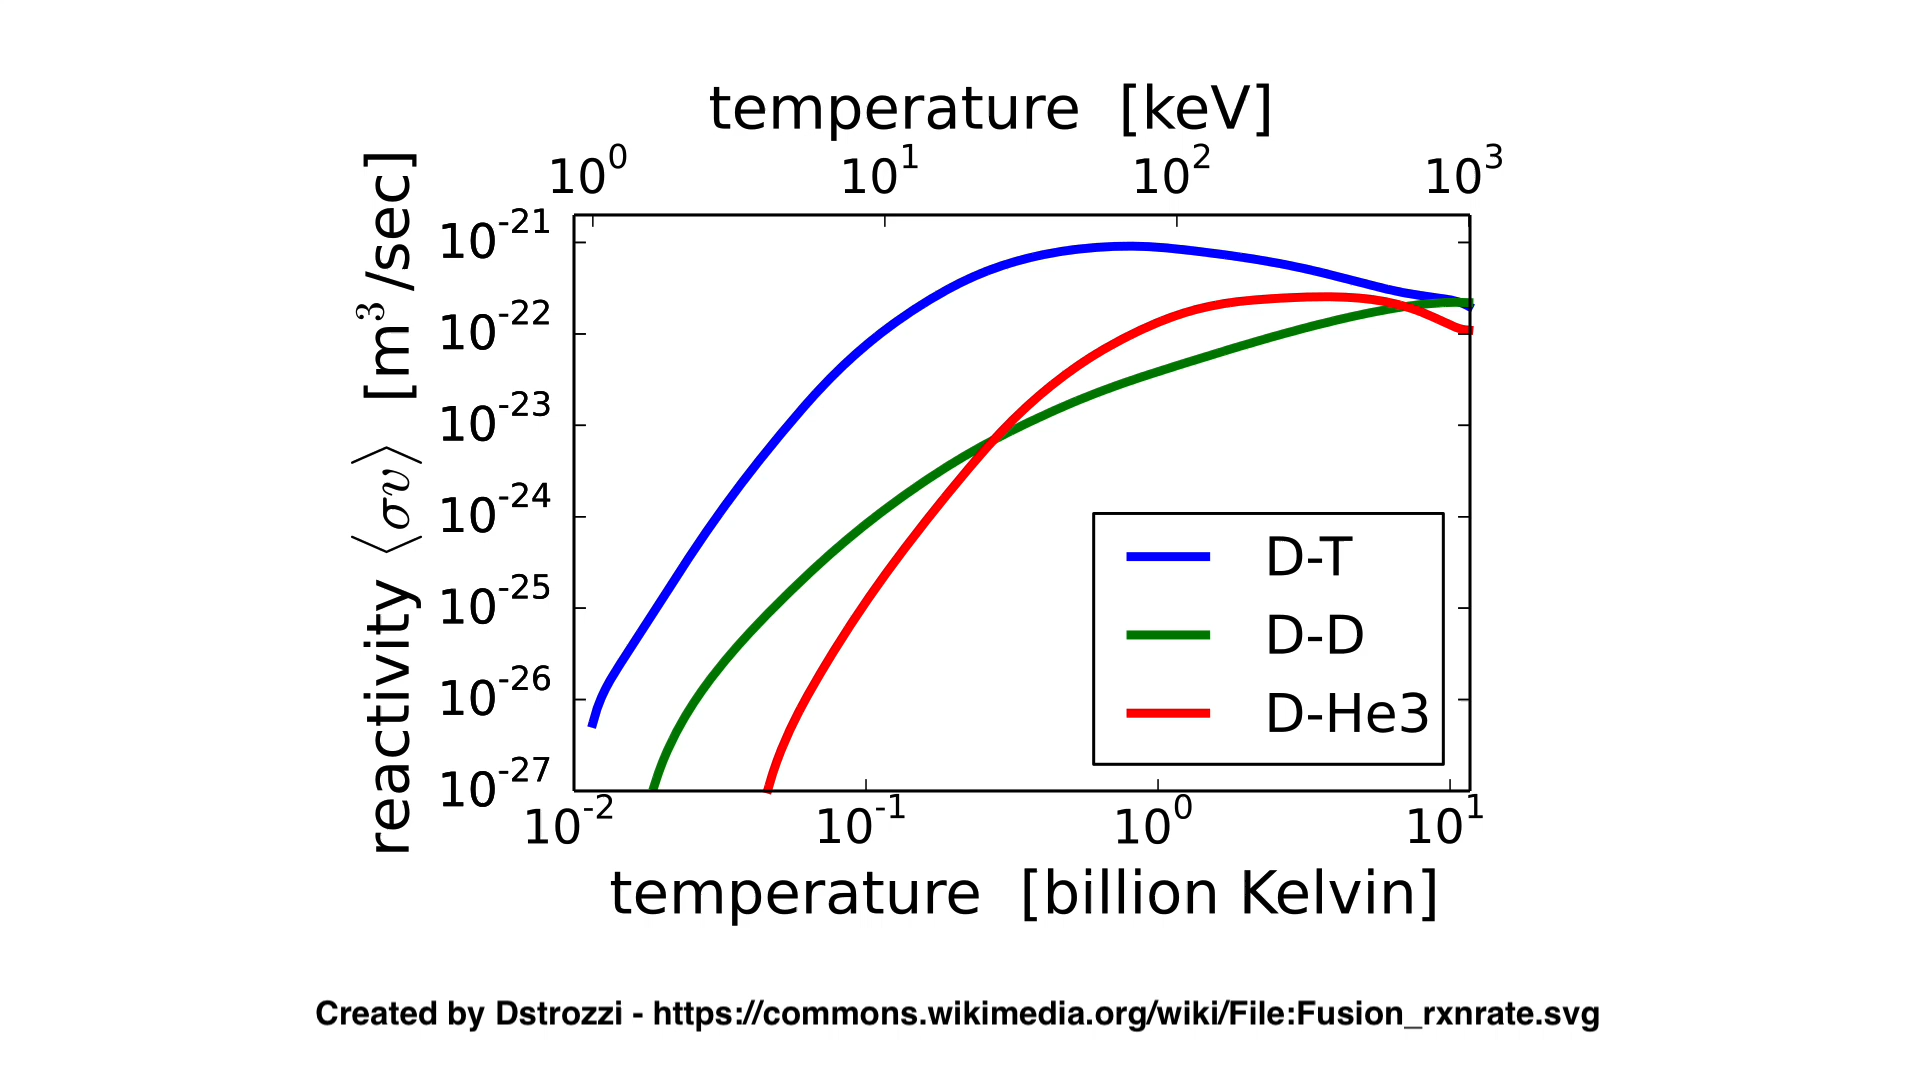 temperature [keV]
10^0 10^1 10^2 10^3
reactivity ⟨σv⟩ [m^3/sec]
10^-21
10^-22
10^-23
10^-24
10^-25
10^-26
10^-27
D-T
D-D
D-He3
10^-2 10^-1 10^0 10^1
temperature [billion Kelvin]
Created by Dstrozzi - https://commons.wikimedia.org/wiki/File:Fusion_rxnrate.svg